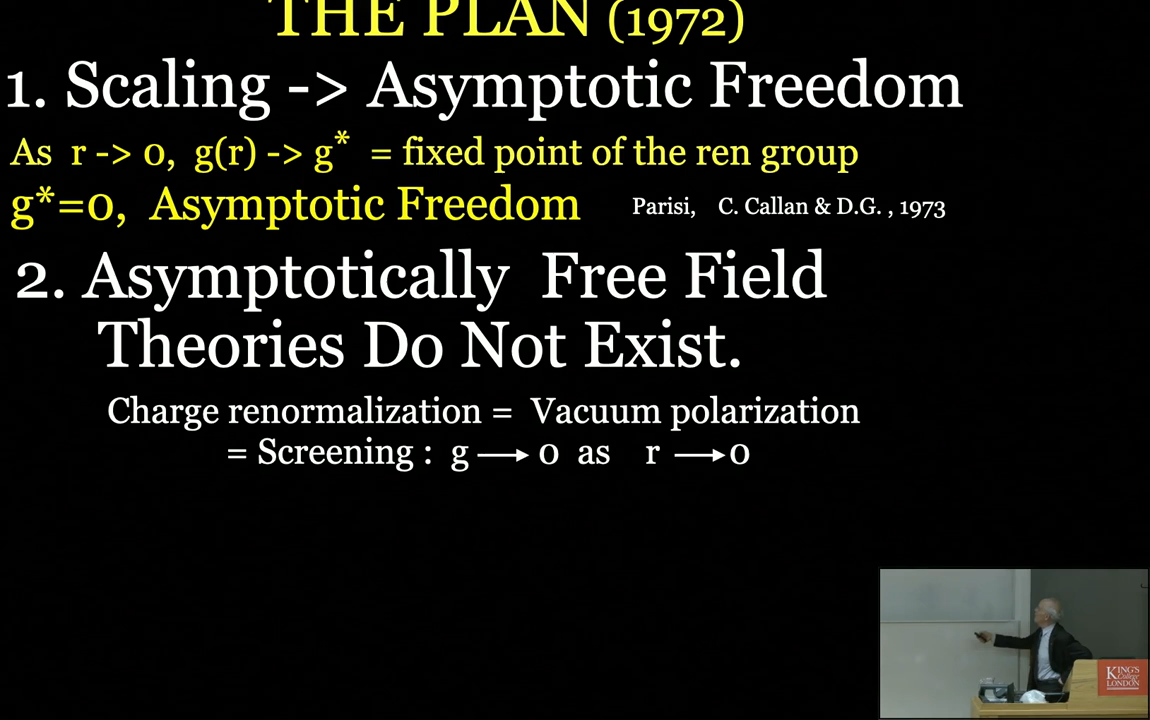 THE PLAN (1972)
1. Scaling -> Asymptotic Freedom
As r -> 0, g(r) -> g* = fixed point of the ren group
g*=0, Asymptotic Freedom Parisi, C. Callan & D.G. , 1973
2. Asymptotically Free Field
Theories Do Not Exist.
Charge renormalization = Vacuum polarization
= Screening : g ⟶ 0 as r ⟶ 0
KING'S
College
LONDON